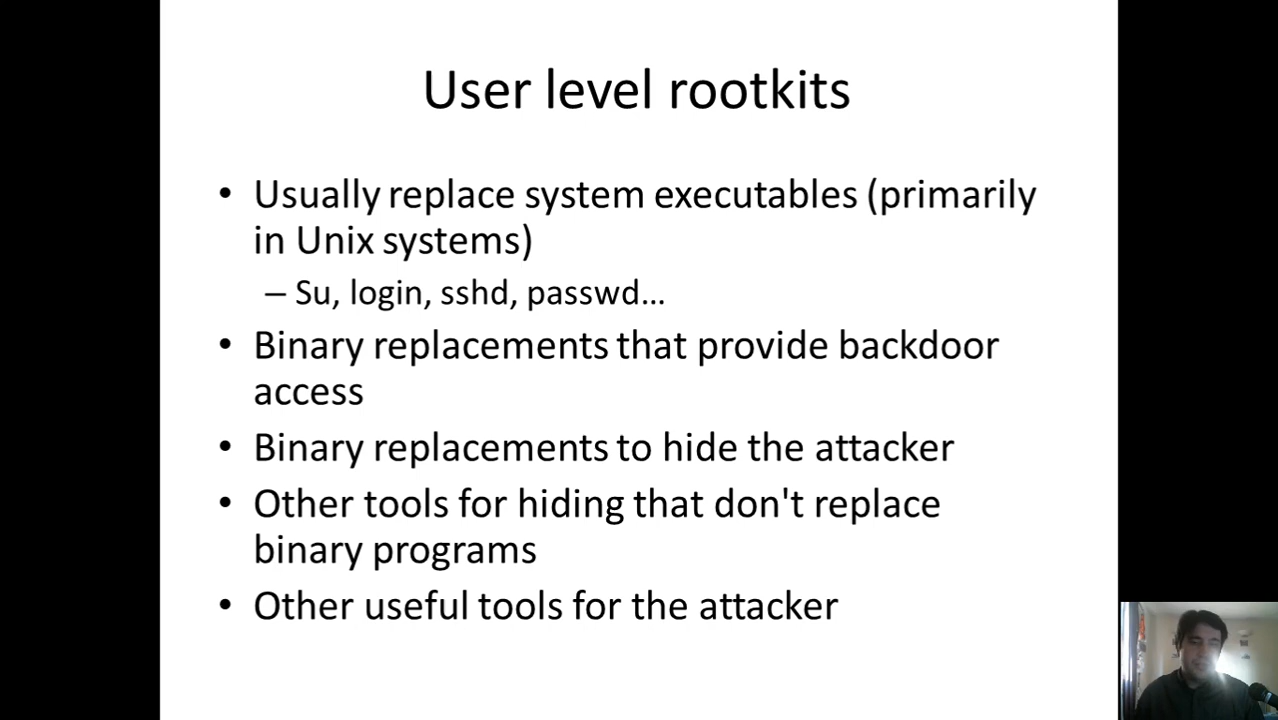 User level rootkits
• Usually replace system executables (primarily
in Unix systems)
– Su, login, sshd, passwd...
• Binary replacements that provide backdoor
access
• Binary replacements to hide the attacker
• Other tools for hiding that don't replace
binary programs
• Other useful tools for the attacker